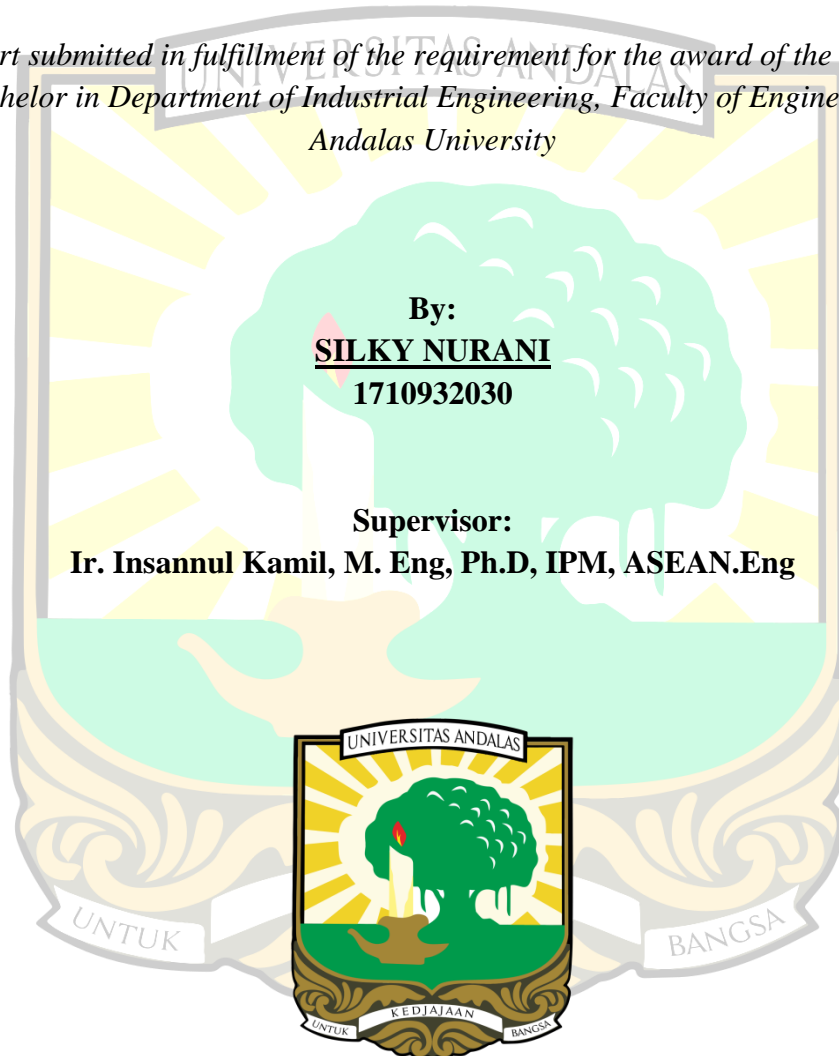 rt submitted in fulfillment of the requirement for the award of the
helor in Department of Industrial Engineering, Faculty of Engine
Andalas University
UNIVERSITAS ANDALAS
By:
SILKY NURANI
1710932030
Supervisor:
Ir. Insannul Kamil, M. Eng, Ph.D, IPM, ASEAN.Eng
UNIVERSITAS ANDALAS
UNTUK
BANGSA
KEDJAJAAN
UNTUK
BANGSA